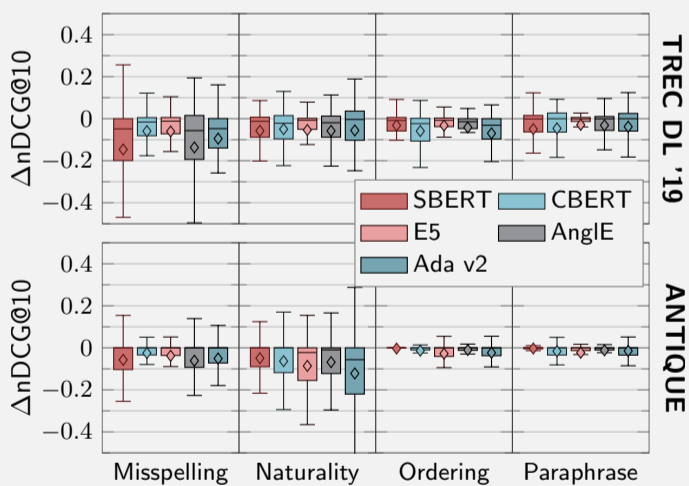 0.4
0.2
0
−0.2
−0.4
ΔnDCG@10
TREC DL '19
SBERT CBERT
E5 AnglE
Ada v2
0.4
0.2
0
−0.2
−0.4
ΔnDCG@10
ANTIQUE
Misspelling Naturality Ordering Paraphrase